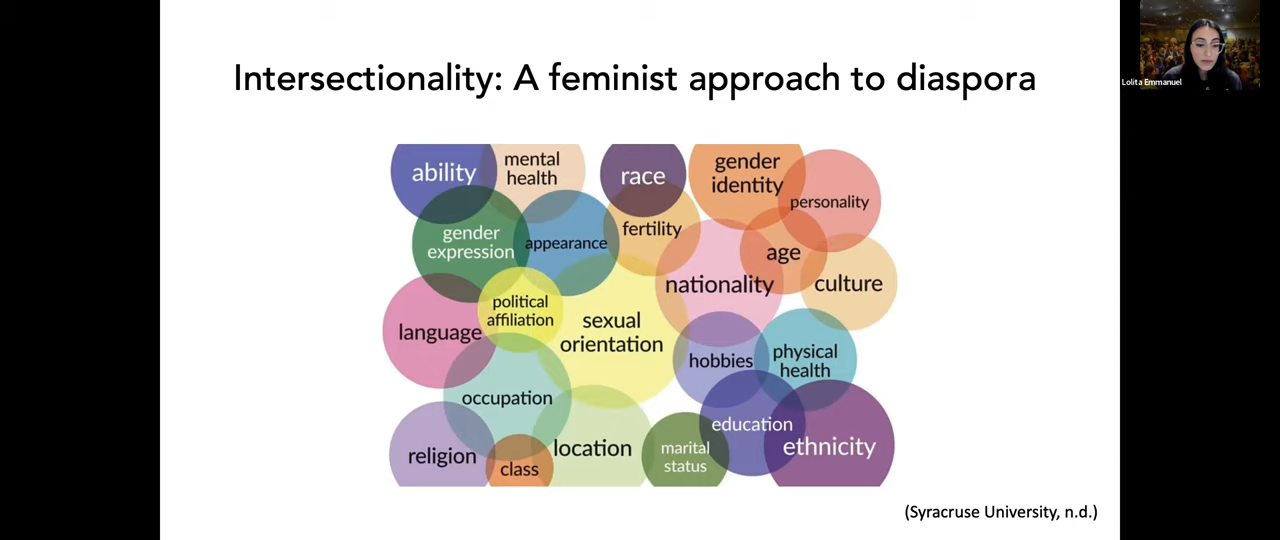 Intersectionality: A feminist approach to diaspora
Lolita Emmanuel
ability
mental
health
race
gender
identity
personality
gender
expression
appearance
fertility
age
nationality
culture
language
political
affiliation
sexual
orientation
hobbies
physical
health
occupation
education
religion
class
location
marital
status
ethnicity
(Syracruse University, n.d.)